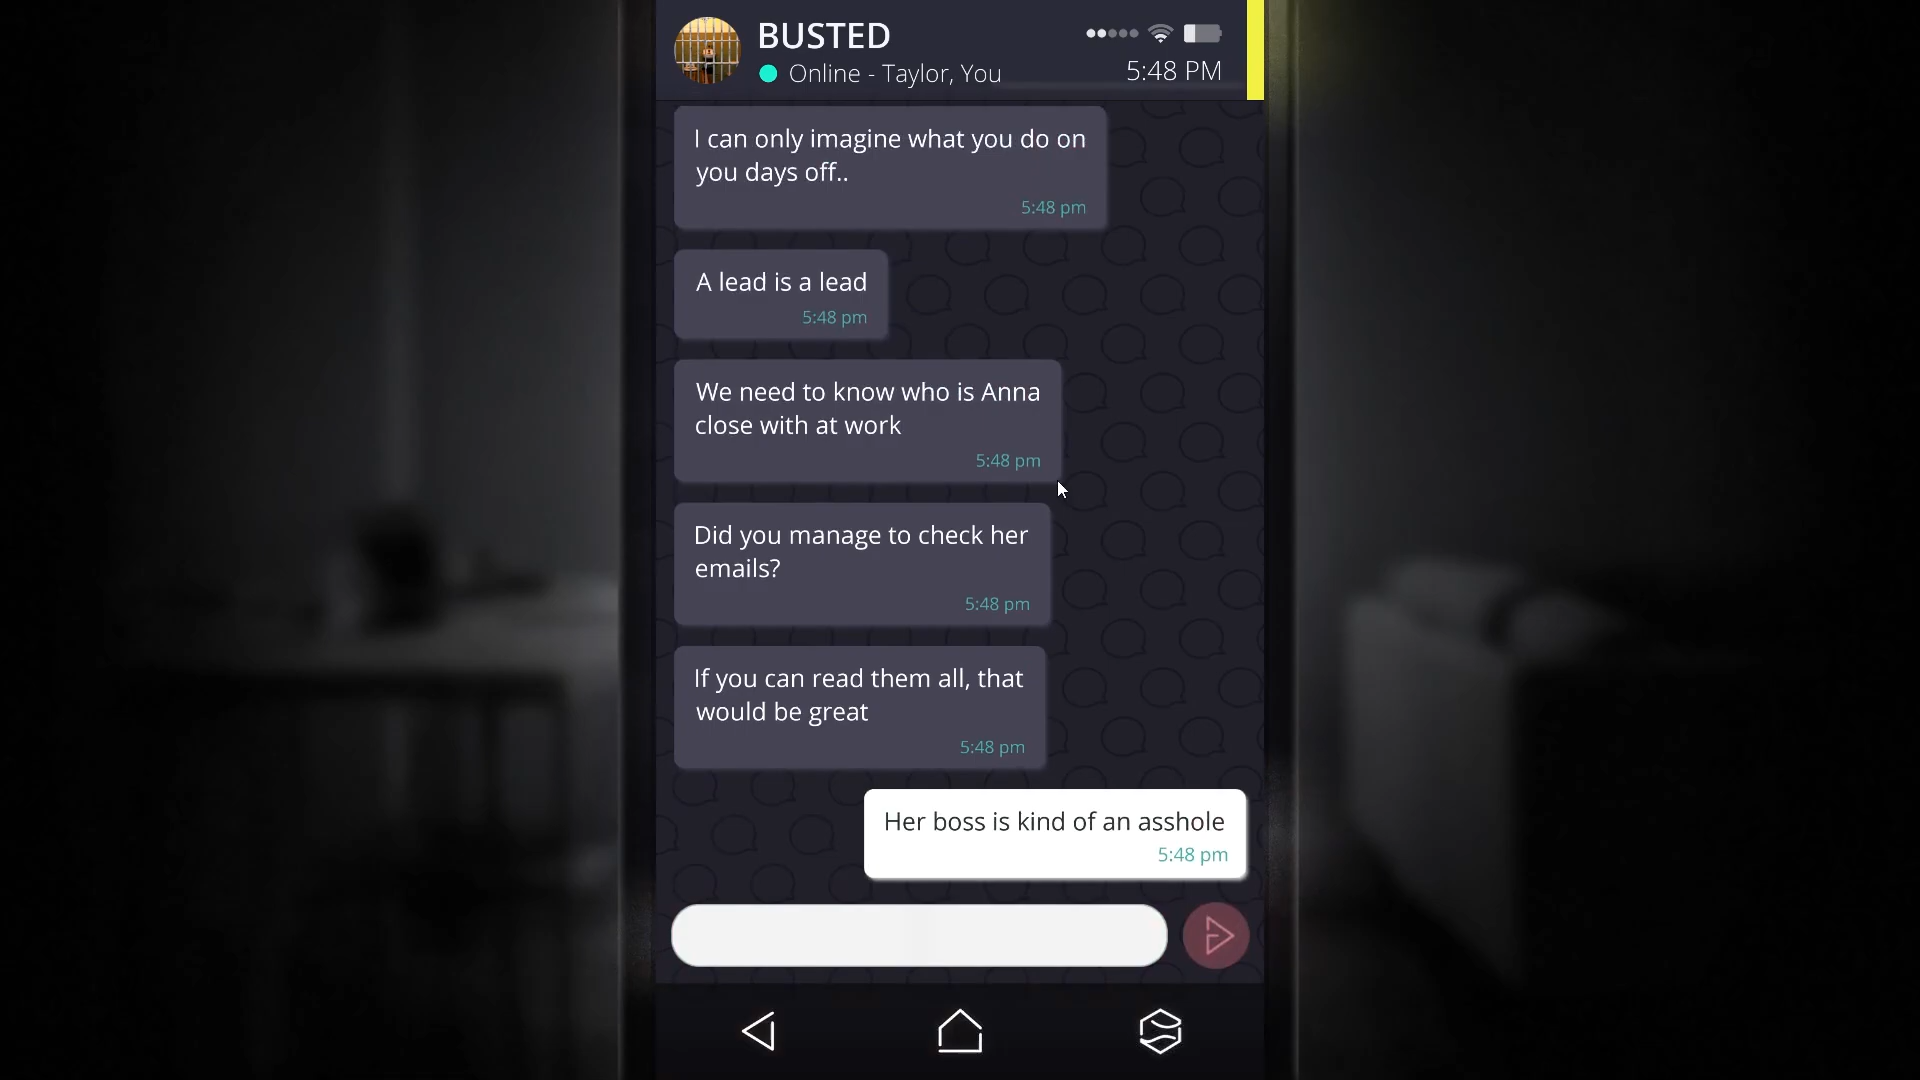 BUSTED
Online - Taylor, You
5:48 PM
I can only imagine what you do on
you days off..
5:48 pm
A lead is a lead
5:48 pm
We need to know who is Anna
close with at work
5:48 pm
Did you manage to check her
emails?
5:48 pm
If you can read them all, that
would be great
5:48 pm
Her boss is kind of an asshole
5:48 pm